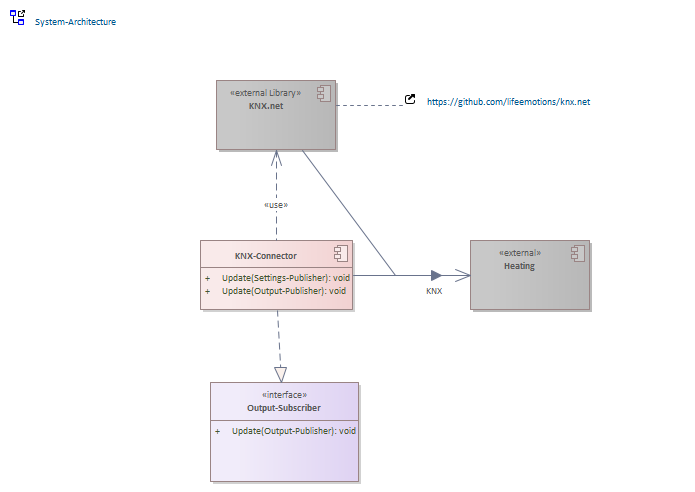 System-Architecture
«external Library»
KNX.net
https://github.com/lifeemotions/knx.net
«use»
KNX-Connector
+ Update(Settings-Publisher): void
+ Update(Output-Publisher): void
«external»
Heating
KNX
«interface»
Output-Subscriber
+ Update(Output-Publisher): void